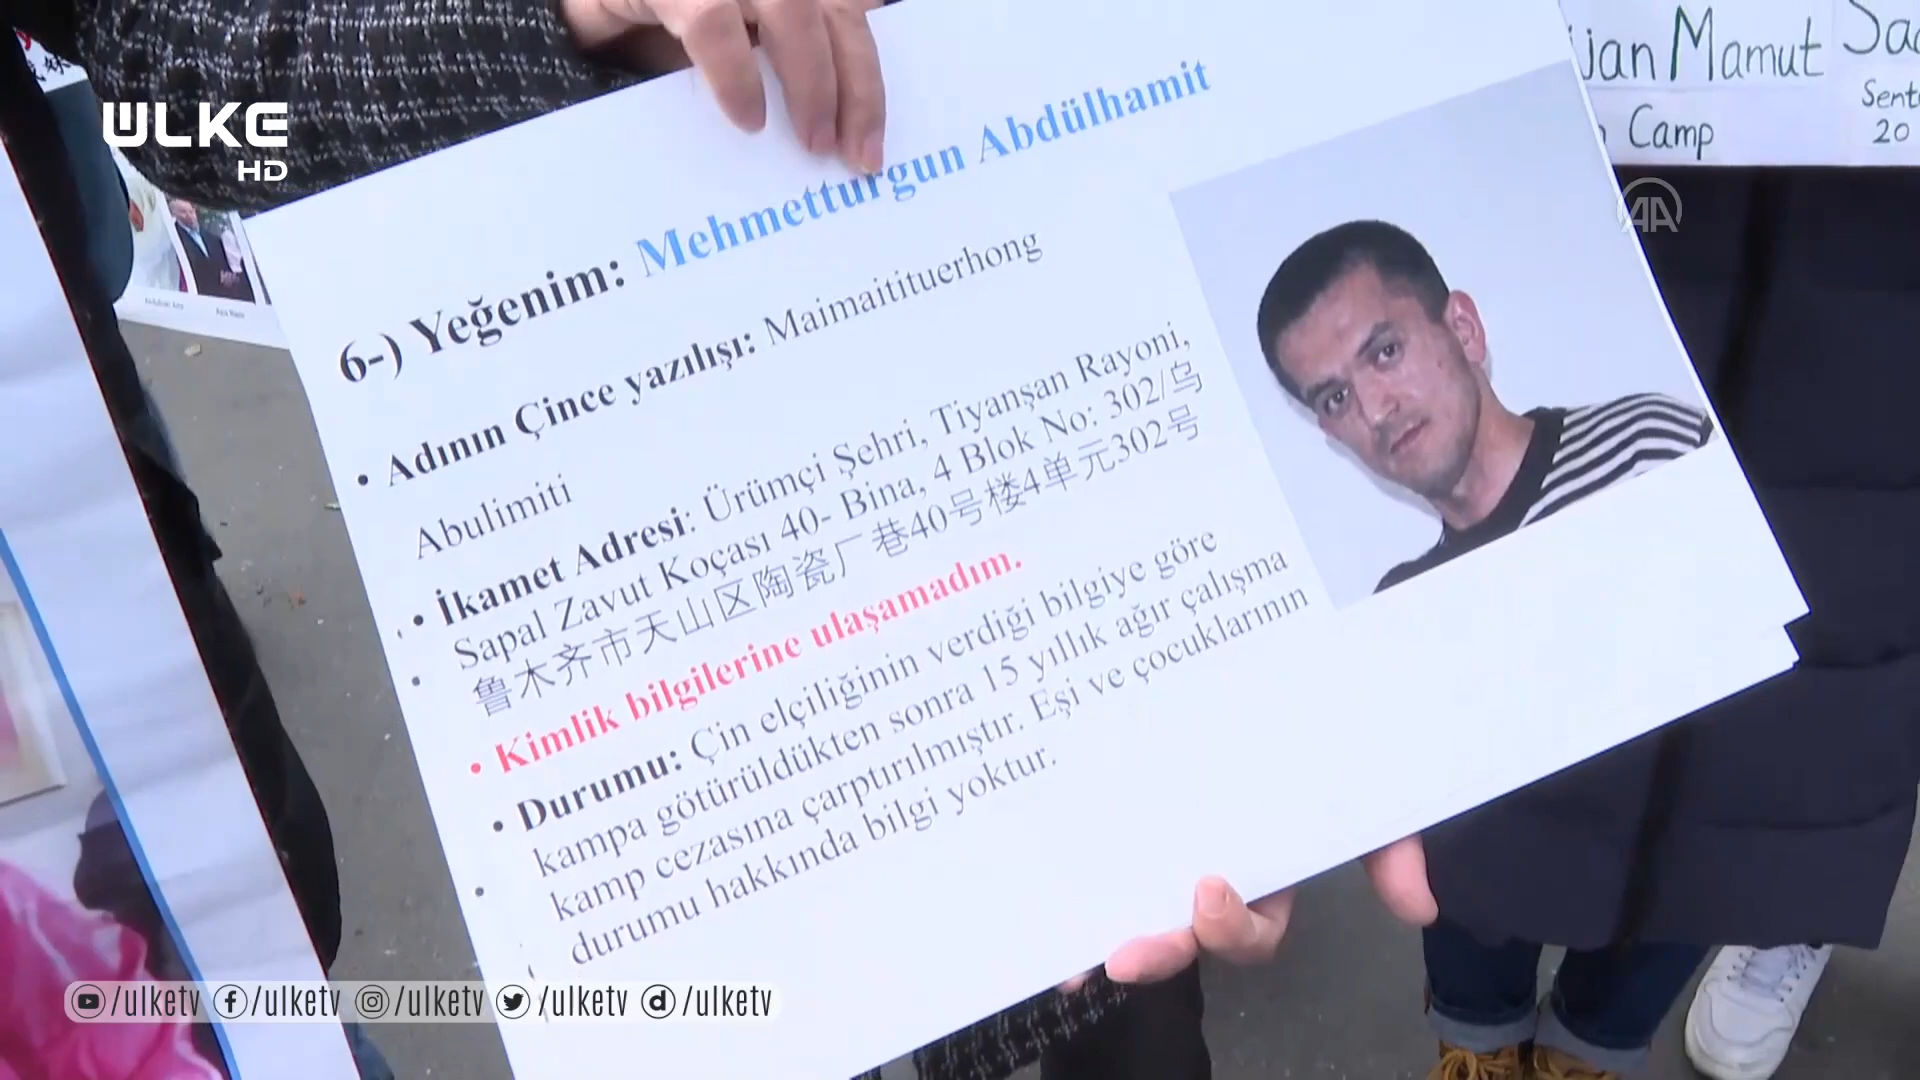 ULKE
HD
AA
ijan Mamut
Camp
Sent
20
6-) Yeğenim: Mehmetturgun Abdülhamit
• Adının Çince yazılışı: Maimaitituerhong
Abulimiti
• İkamet Adresi: Ürümçi Şehri, Tiyanşan Rayoni,
Sapal Zavut Koçası 40- Bina, 4 Blok No: 302/乌
鲁木齐市天山区陶瓷厂巷40号楼4单元302号
• Kimlik bilgilerine ulaşamadım.
• Durumu: Çin elçiliğinin verdiği bilgiye göre
kampa götürüldükten sonra 15 yıllık ağır çalışma
kamp cezasına çarptırılmıştır. Eşi ve çocuklarının
durumu hakkında bilgi yoktur.
/ulketv /ulketv /ulketv /ulketv /ulketv